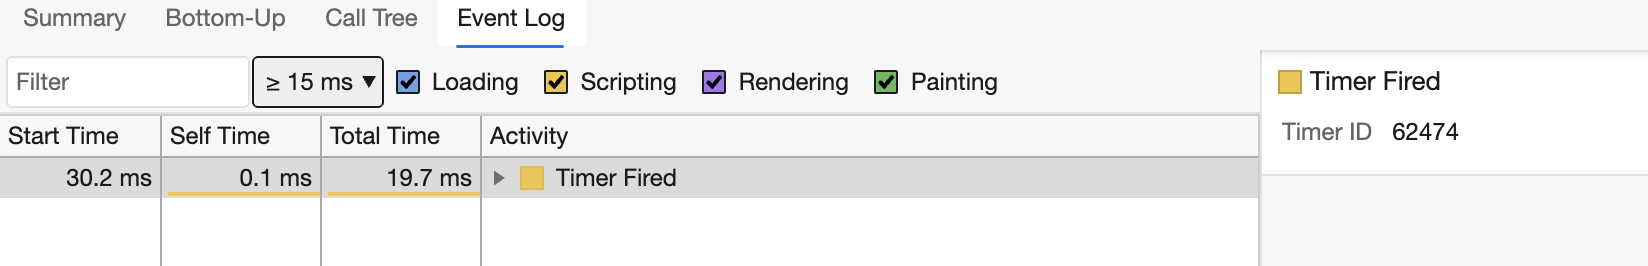 Summary Bottom-Up Call Tree Event Log
Filter ≥ 15 ms ▼ Loading Scripting Rendering Painting
Start Time Self Time Total Time Activity
30.2 ms 0.1 ms 19.7 ms Timer Fired
Timer Fired
Timer ID 62474